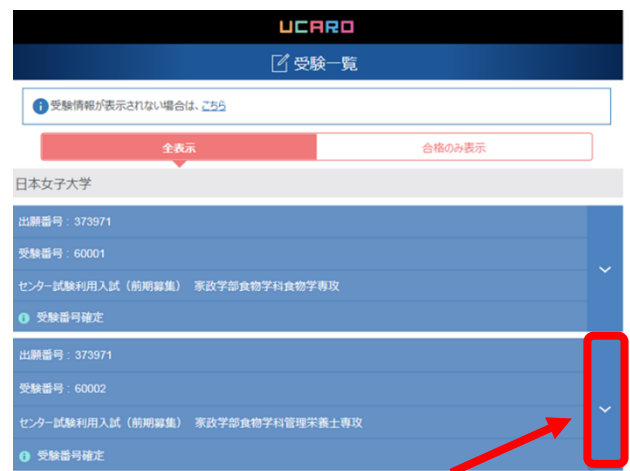 UCARO
受験一覧
受験情報が表示されない場合は、こちら
全表示
合格のみ表示
日本女子大学
出願番号：373971
受験番号：60001
センター試験利用入試（前期募集） 家政学部食物学科食物学専攻
受験番号確定
出願番号：373971
受験番号：60002
センター試験利用入試（前期募集） 家政学部食物学科管理栄養士専攻
受験番号確定